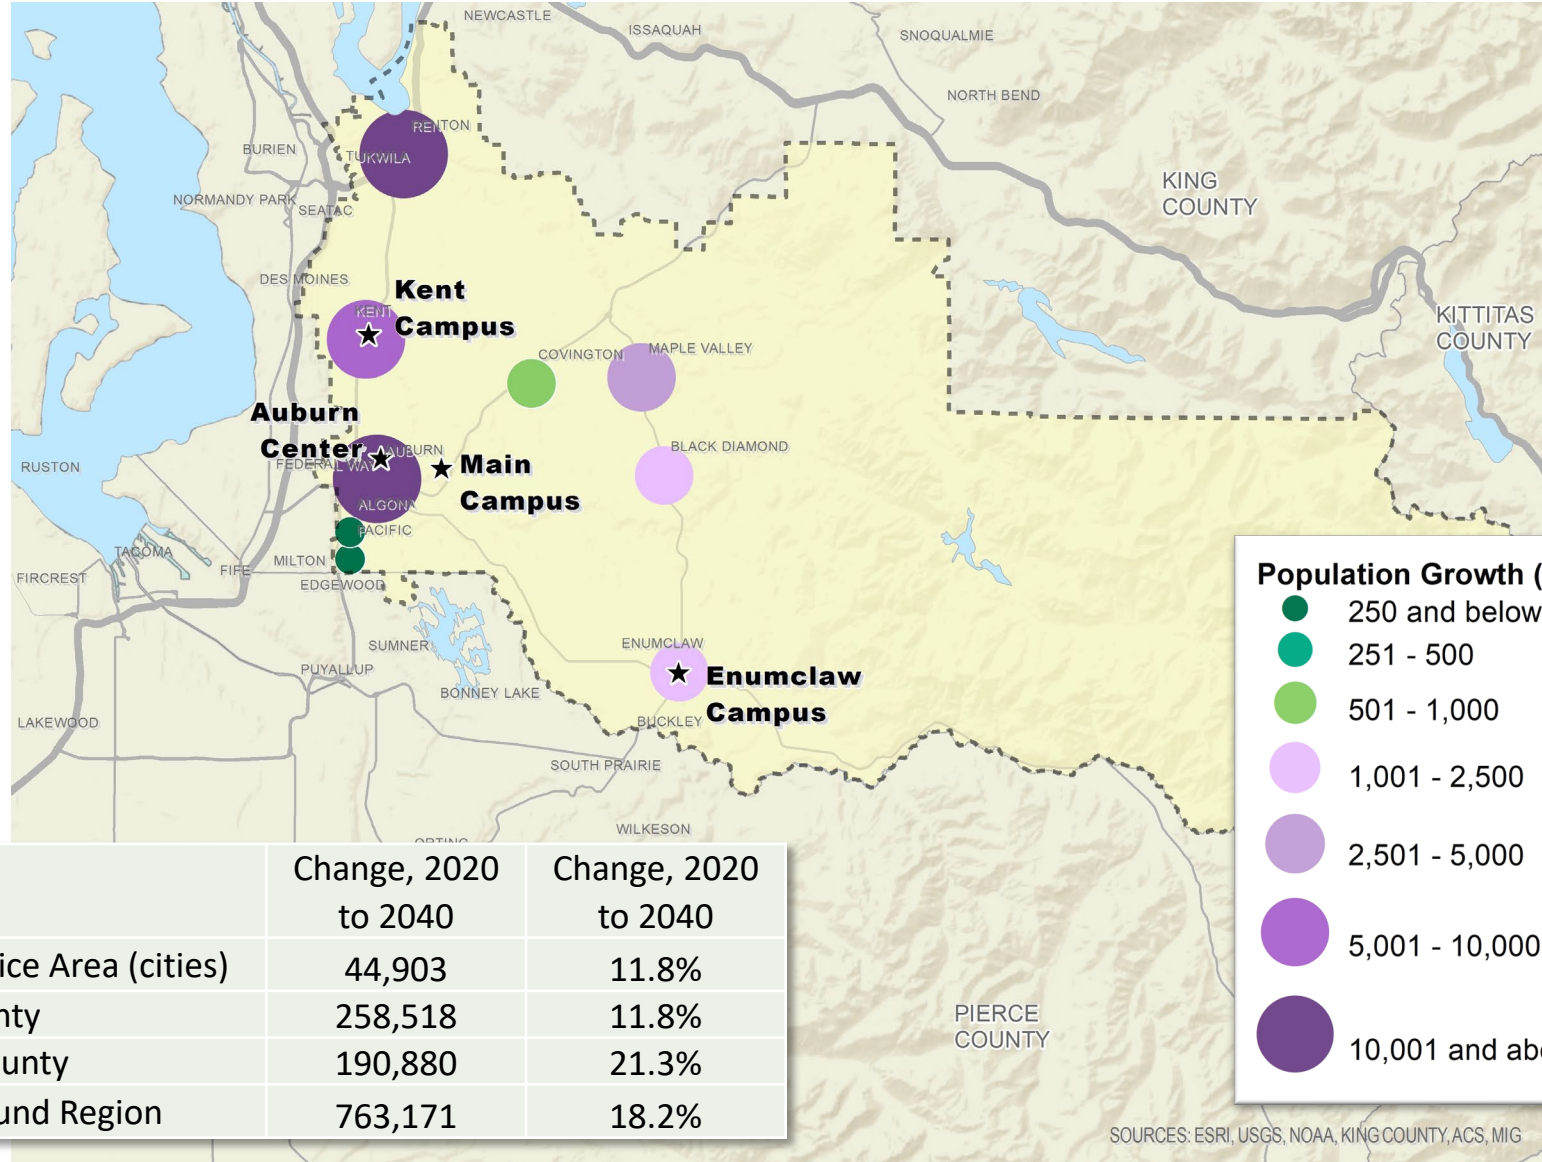 NEWCASTLE
ISSAQUAH
SNOQUALMIE
NORTH BEND
RENTON
TUKWILA
BURIEN
NORMANDY PARK
SEATAC
KING
COUNTY
DES MOINES
Kent
Campus
KENT
KITTITAS
COUNTY
COVINGTON
MAPLE VALLEY
Auburn
Center
AUBURN
FEDERAL WAY
Main
Campus
BLACK DIAMOND
RUSTON
ALGONA
PACIFIC
TACOMA
MILTON
FIFE
FIRCREST
EDGEWOOD
SUMNER
PUYALLUP
BONNEY LAKE
ENUMCLAW
Enumclaw
Campus
BUCKLEY
LAKEWOOD
SOUTH PRAIRIE
WILKESON
ORTING
PIERCE
COUNTY
Population Growth (
250 and below
251 - 500
501 - 1,000
1,001 - 2,500
2,501 - 5,000
5,001 - 10,000
10,001 and abo
Change, 2020 to 2040 Change, 2020 to 2040
ice Area (cities) 44,903 11.8%
nty 258,518 11.8%
ounty 190,880 21.3%
und Region 763,171 18.2%
SOURCES: ESRI, USGS, NOAA, KING COUNTY, ACS, MIG